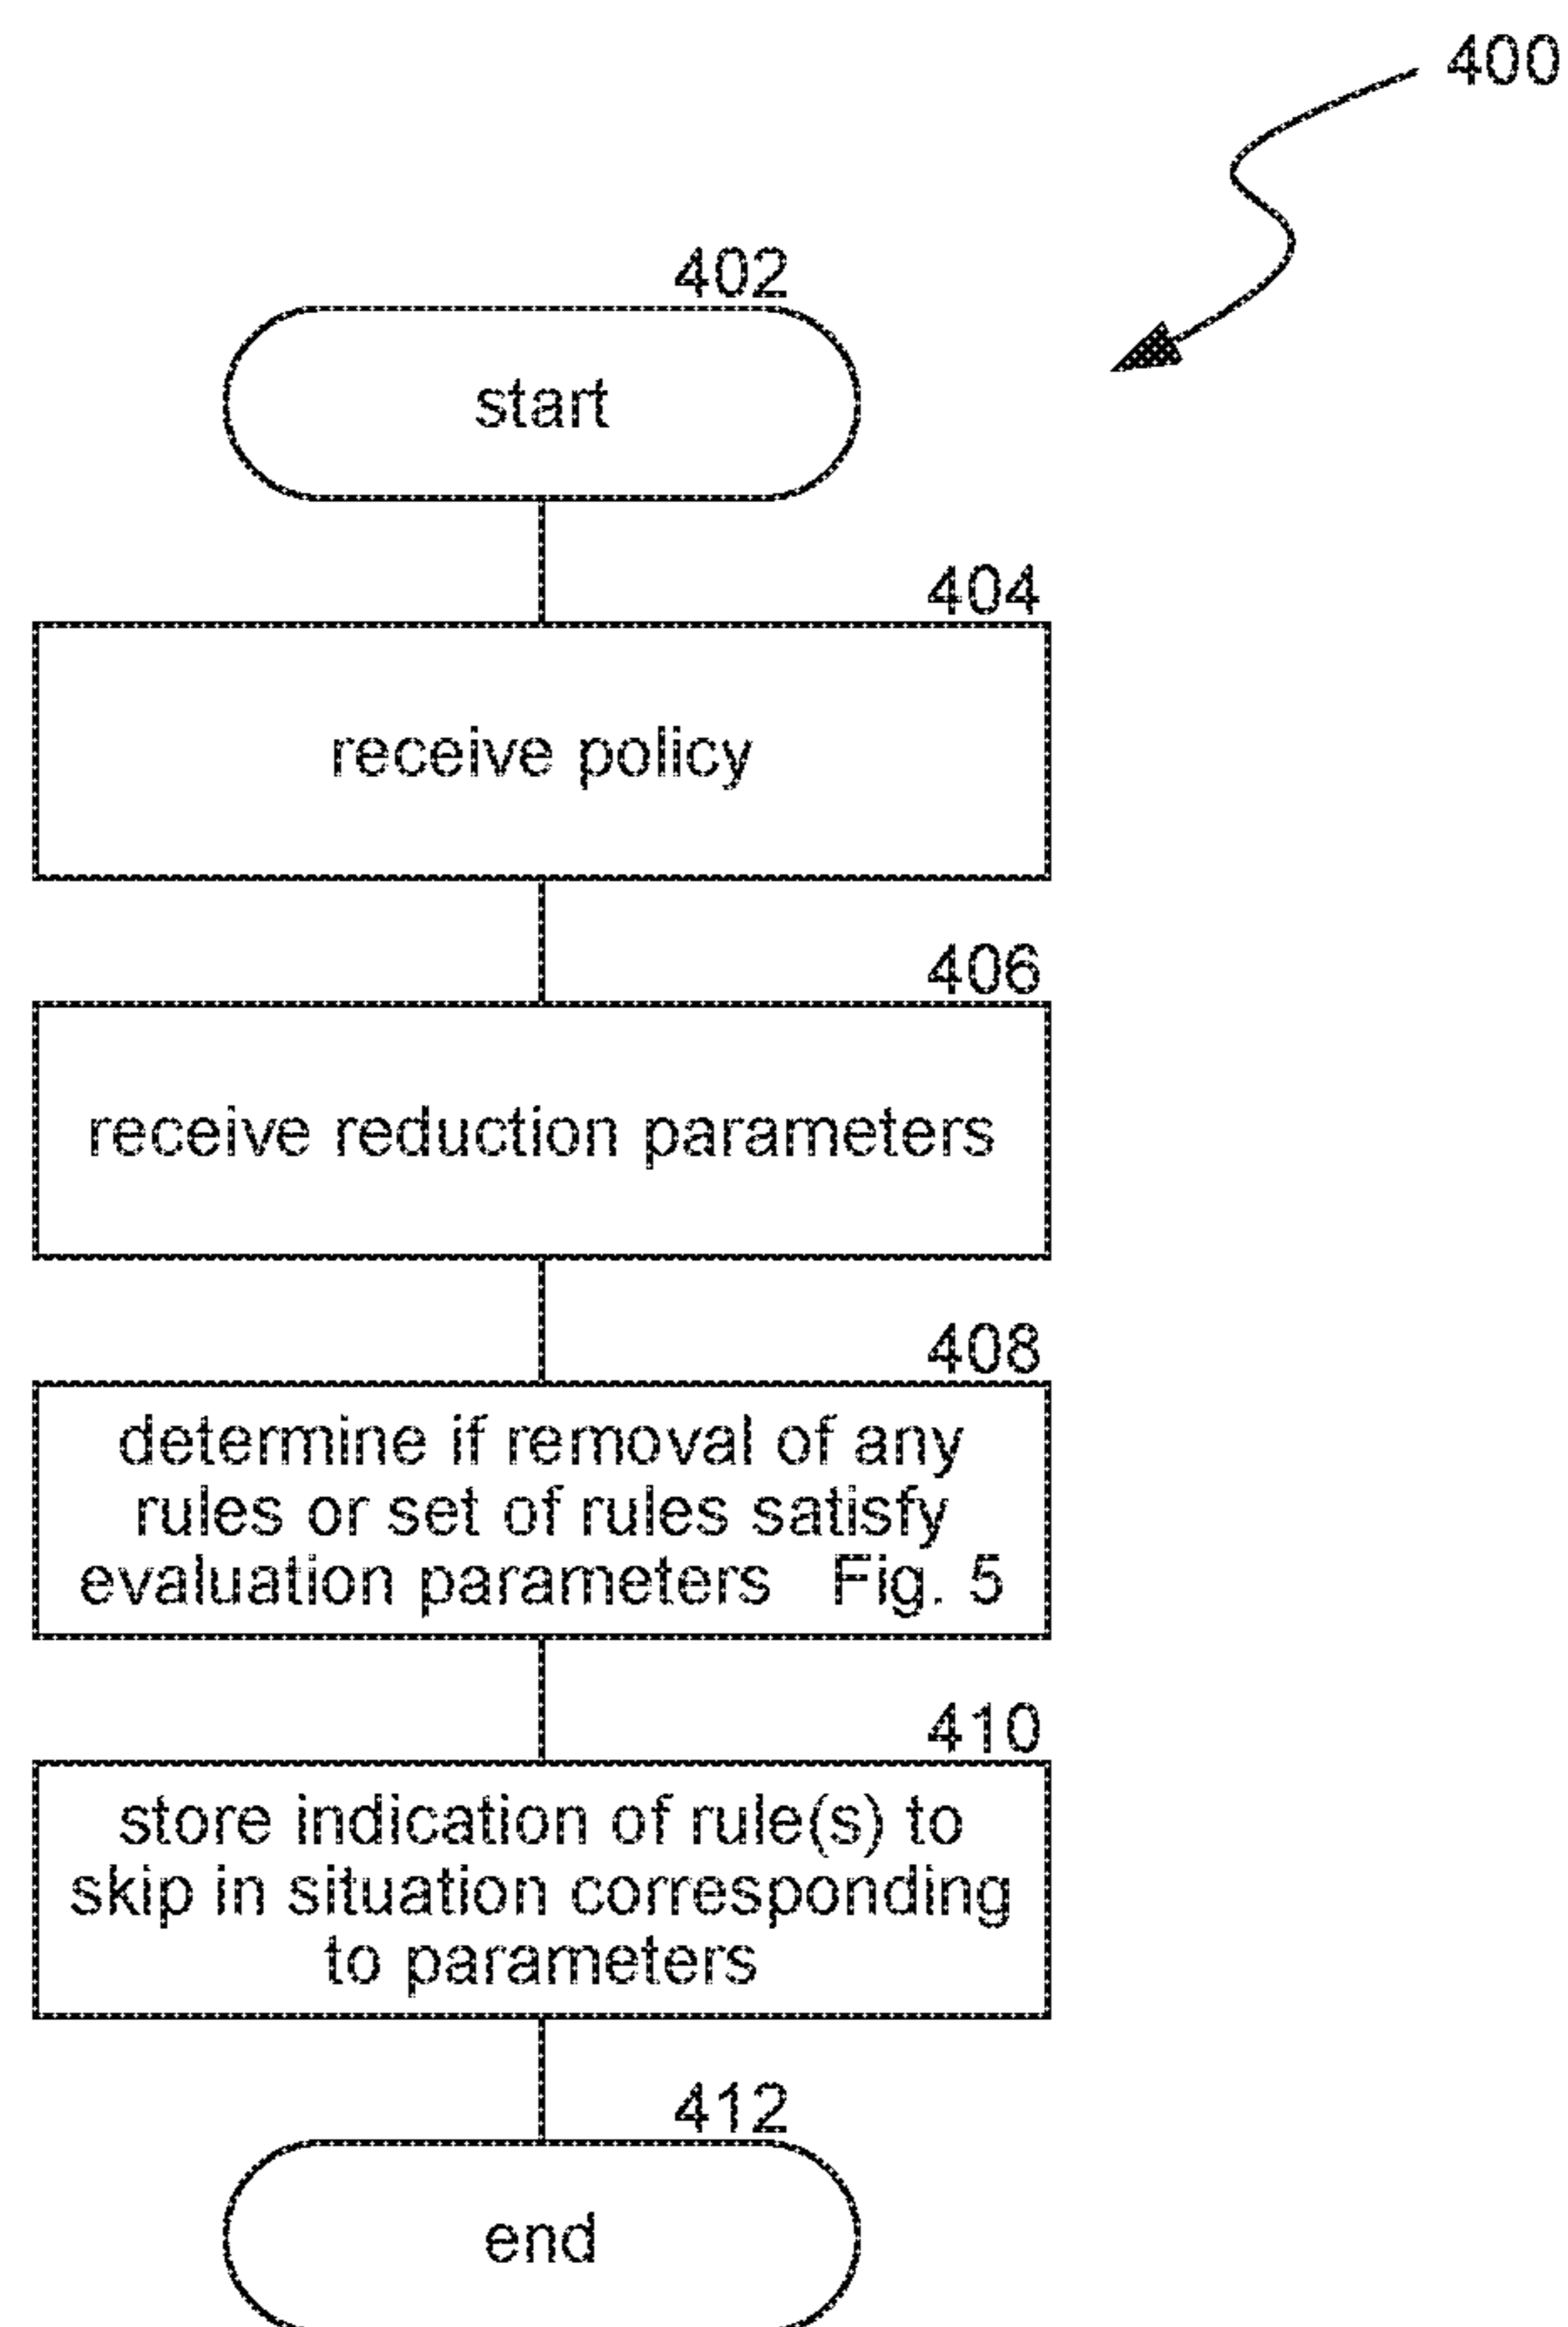 400
402
start
404
receive policy
406
receive reduction parameters
408
determine if removal of any
rules or set of rules satisfy
evaluation parameters Fig. 5
410
store indication of rule(s) to
skip in situation corresponding
to parameters
412
end